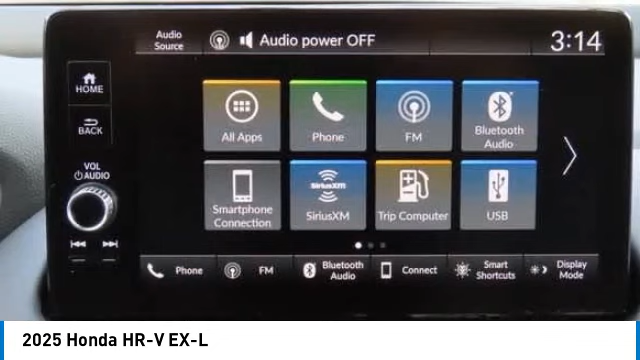 Audio
Source
Audio power OFF
3:14
HOME
BACK
VOL
AUDIO
All Apps
Phone
FM
Bluetooth
Audio
Smartphone
Connection
SiriusXM
SiriusXM
Trip Computer
USB
Phone
FM
Bluetooth
Audio
Connect
Smart
Shortcuts
Display
Mode
2025 Honda HR-V EX-L